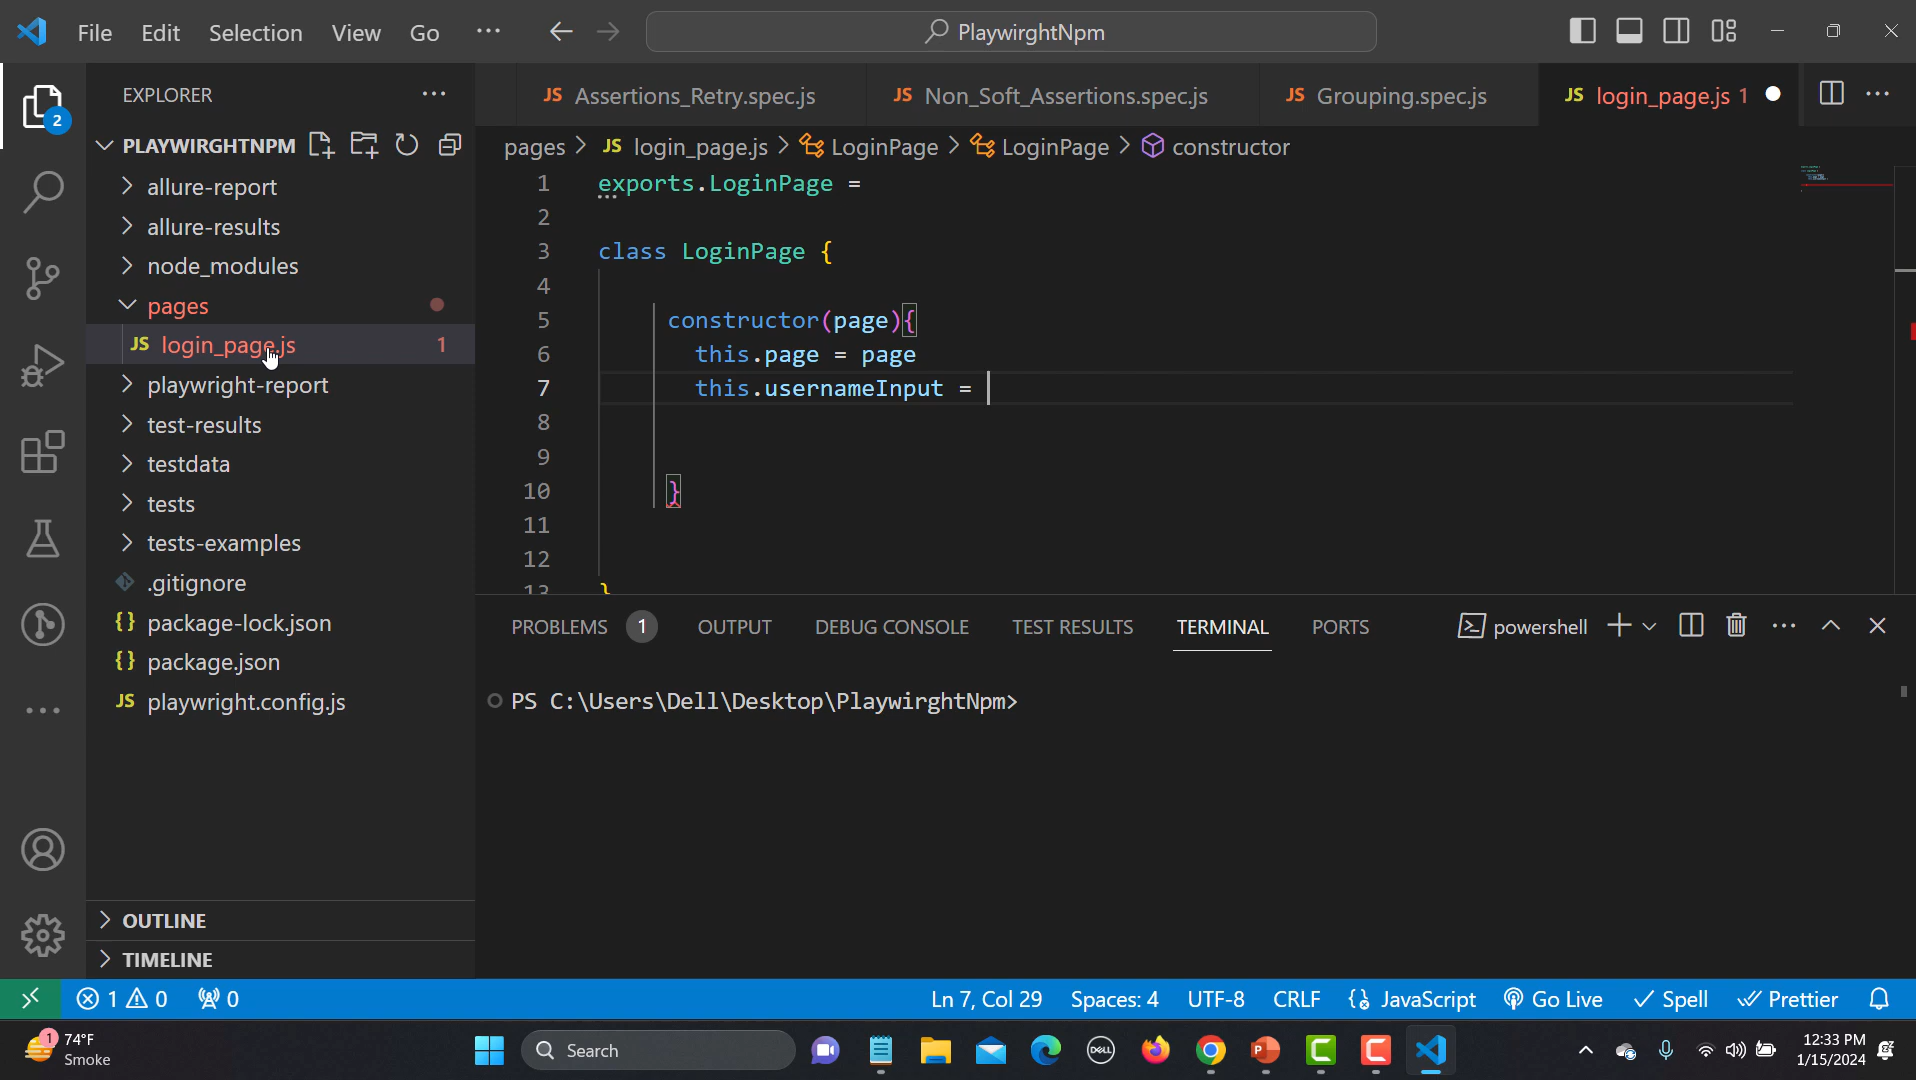 File Edit Selection View Go ... PlaywirghtNpm
EXPLORER ...
2
PLAYWIRGHTNPM
allure-report
allure-results
node_modules
pages
JS login_page.js 1
playwright-report
test-results
testdata
tests
tests-examples
.gitignore
{} package-lock.json
{} package.json
JS playwright.config.js
OUTLINE
TIMELINE
JS Assertions_Retry.spec.js JS Non_Soft_Assertions.spec.js JS Grouping.spec.js JS login_page.js 1
pages > JS login_page.js > LoginPage > LoginPage > constructor
1 exports.LoginPage =
2
3 class LoginPage {
4
5 constructor(page){
6 this.page = page
7 this.usernameInput =
8
9
10 }
11
12
13 }
PROBLEMS 1 OUTPUT DEBUG CONSOLE TEST RESULTS TERMINAL PORTS powershell
PS C:\Users\Dell\Desktop\PlaywirghtNpm>
1 0 0 Ln 7, Col 29 Spaces: 4 UTF-8 CRLF {} JavaScript Go Live Spell Prettier
1 74°F
Smoke
Search
DELL
12:33 PM
1/15/2024